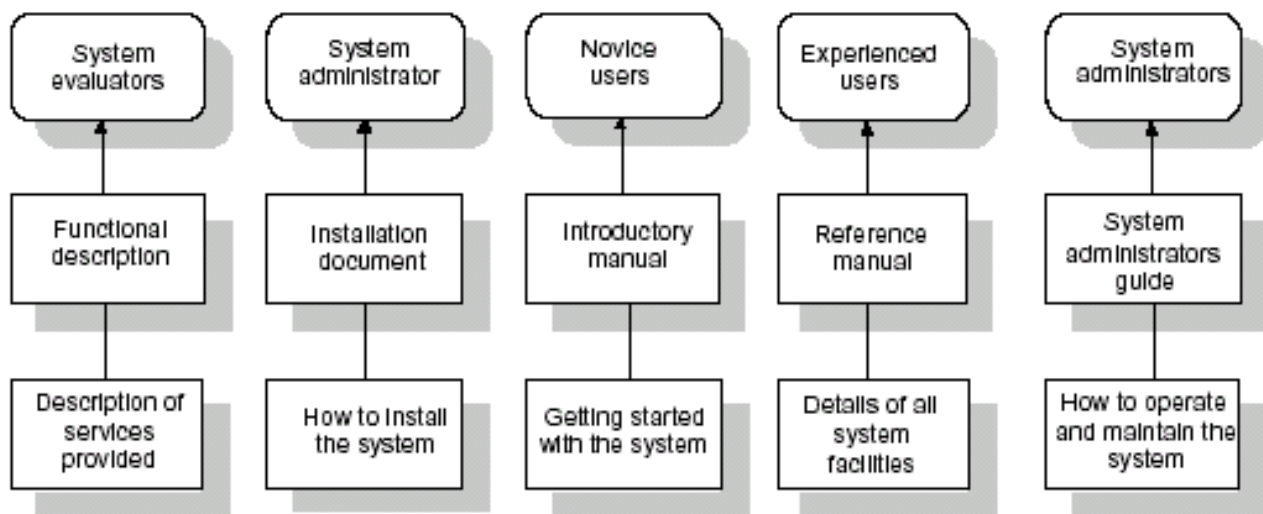 System
evaluators
System
administrator
Novice
users
Experienced
users
System
administrators
Functional
description
Installation
document
Introductory
manual
Reference
manual
System
administrators
guide
Description of
services
provided
How to install
the system
Getting started
with the system
Details of all
system
facilities
How to operate
and maintain the
system